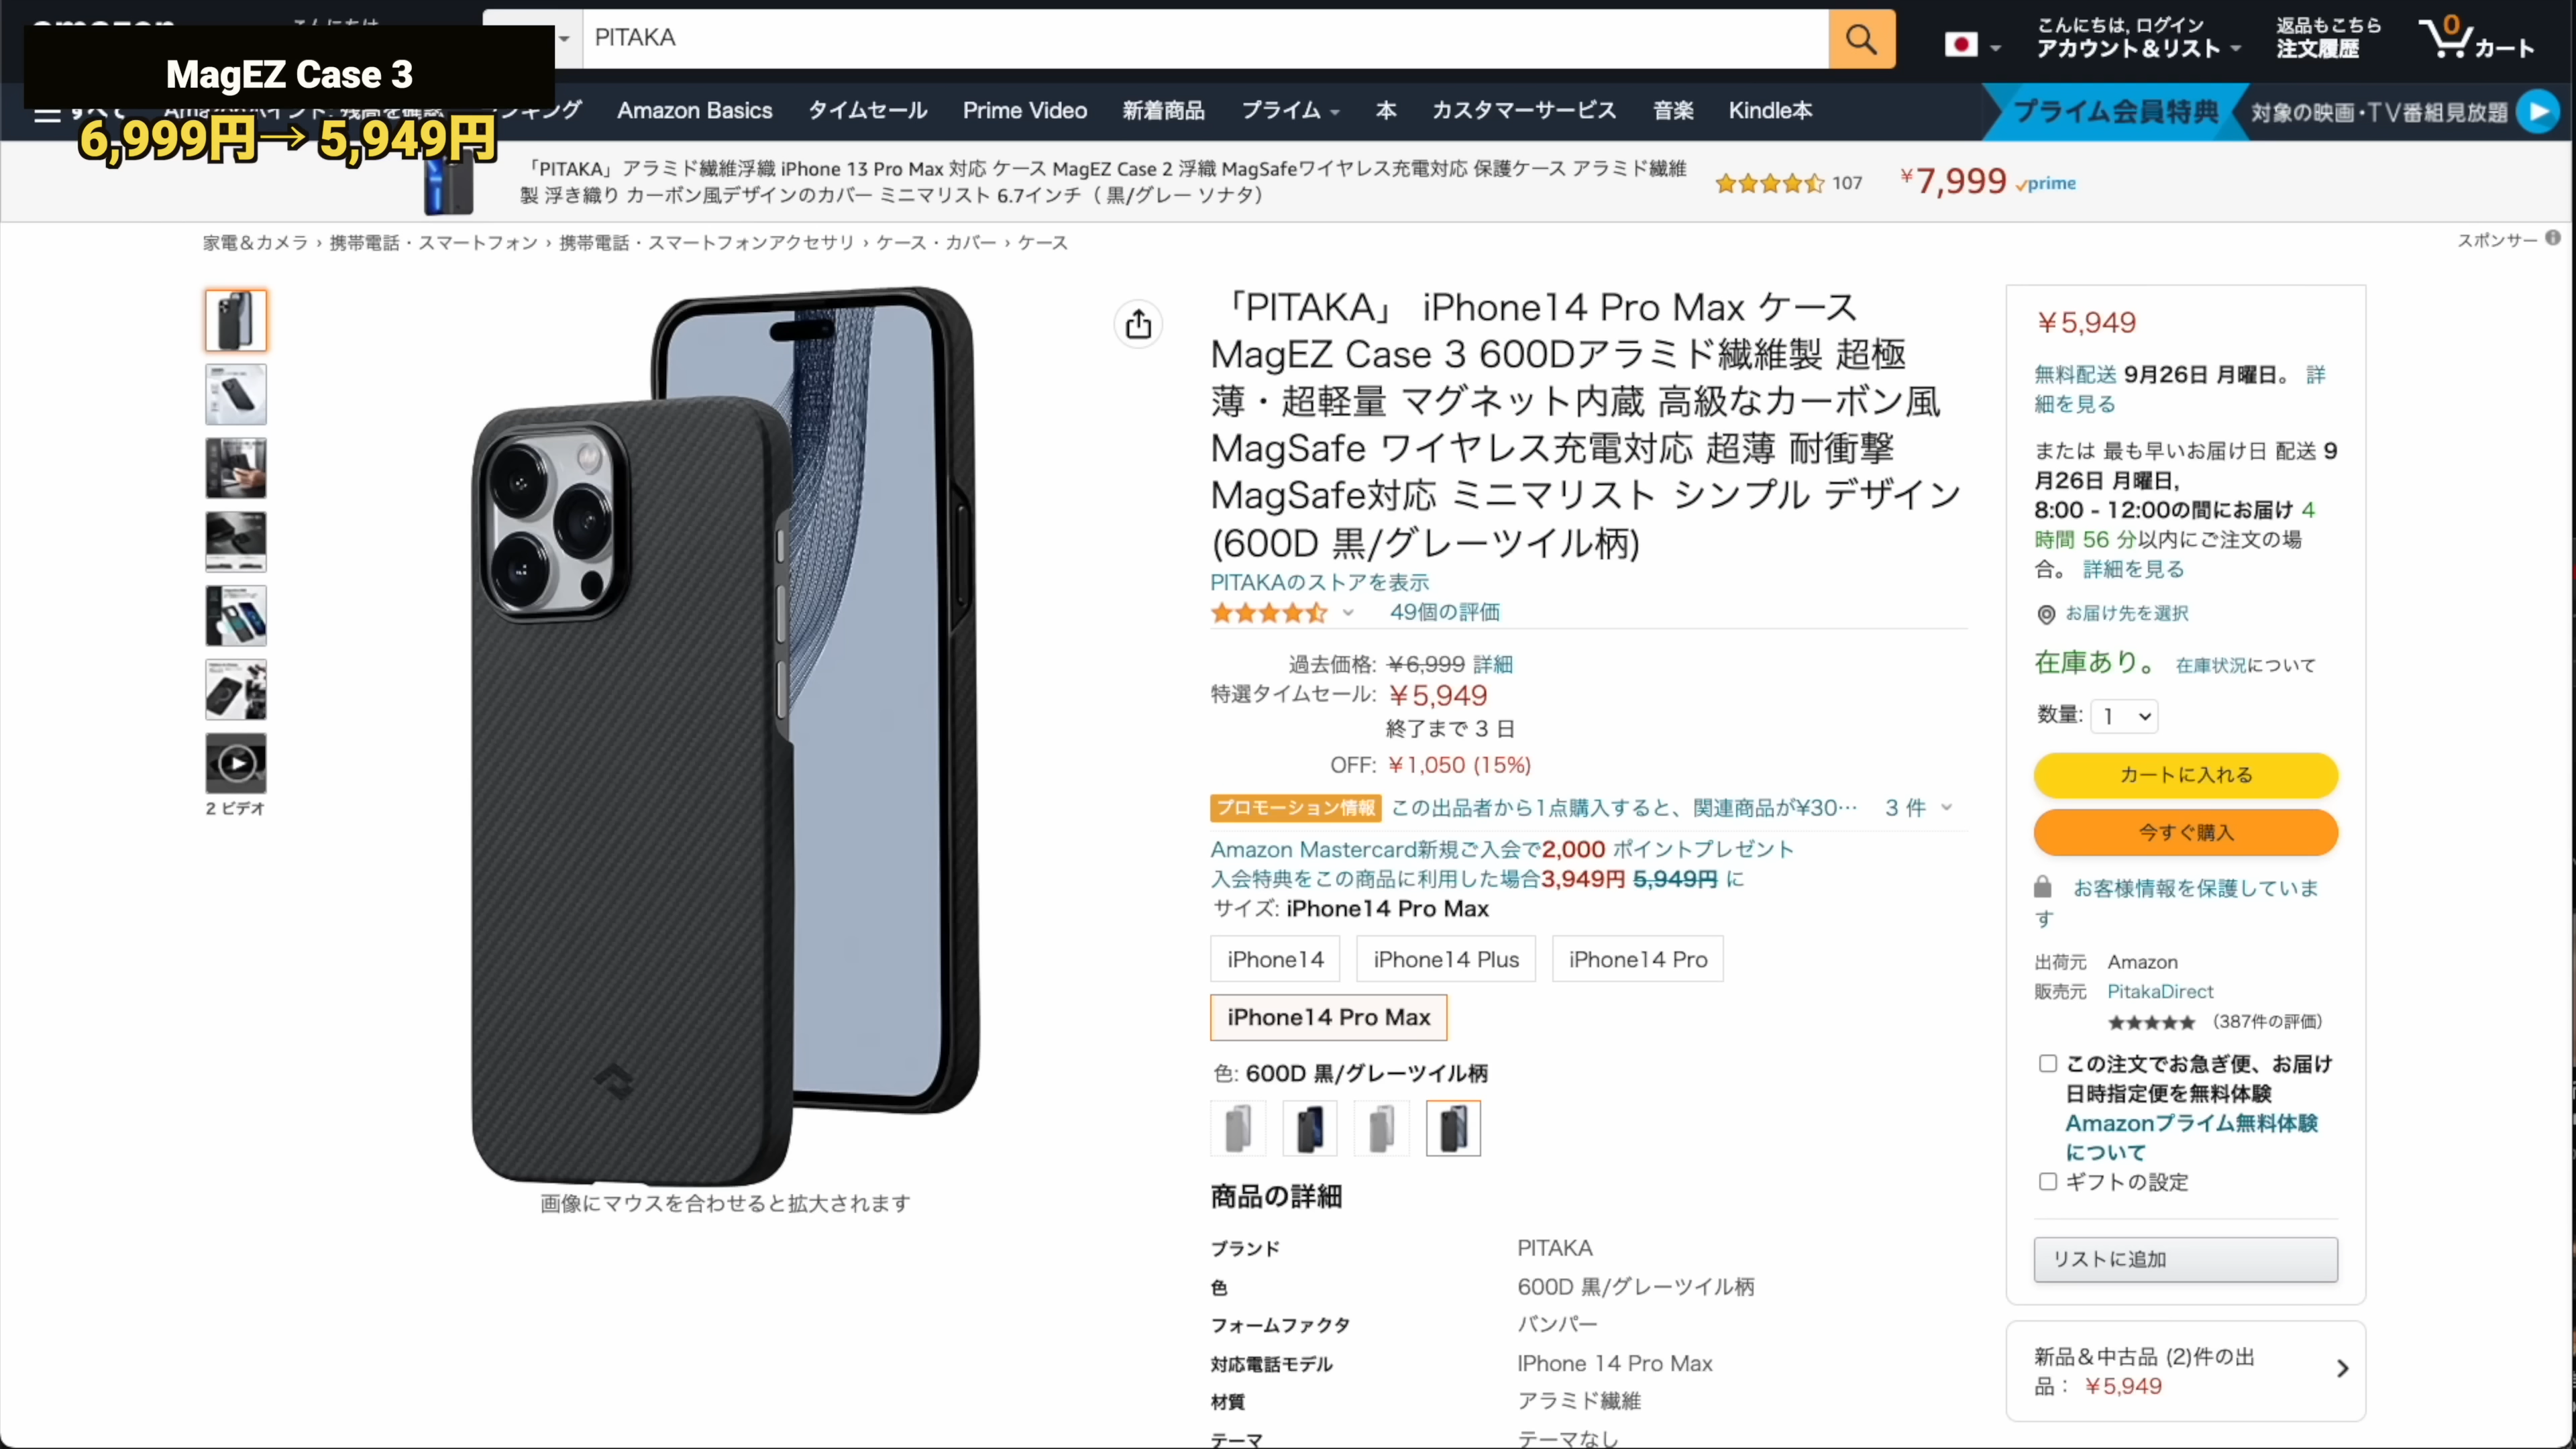 MagEZ Case 3
6,999円→ 5,949円
PITAKA
こんにちは, ログイン
アカウント&リスト
返品もこちら
注文履歴
0
カート
Amazon Basics
タイムセール
Prime Video
新着商品
プライム
本
カスタマーサービス
音楽
Kindle本
プライム会員特典
対象の映画・TV番組見放題
「PITAKA」アラミド繊維浮織 iPhone 13 Pro Max 対応 ケース MagEZ Case 2 浮織 MagSafeワイヤレス充電対応 保護ケース アラミド繊維
製 浮き織り カーボン風デザインのカバー ミニマリスト 6.7インチ（ 黒/グレー ソナタ）
107
¥7,999 prime
家電&カメラ › 携帯電話・スマートフォン › 携帯電話・スマートフォンアクセサリ › ケース・カバー › ケース
スポンサー
2 ビデオ
画像にマウスを合わせると拡大されます
「PITAKA」 iPhone14 Pro Max ケース
MagEZ Case 3 600Dアラミド繊維製 超極
薄・超軽量 マグネット内蔵 高級なカーボン風
MagSafe ワイヤレス充電対応 超薄 耐衝撃
MagSafe対応 ミニマリスト シンプル デザイン
(600D 黒/グレーツイル柄)
PITAKAのストアを表示
49個の評価
過去価格: ¥6,999 詳細
特選タイムセール: ¥5,949
終了まで 3 日
OFF: ¥1,050 (15%)
プロモーション情報 この出品者から1点購入すると、関連商品が¥30… 3 件
Amazon Mastercard新規ご入会で2,000 ポイントプレゼント
入会特典をこの商品に利用した場合3,949円 5,949円 に
サイズ: iPhone14 Pro Max
iPhone14
iPhone14 Plus
iPhone14 Pro
iPhone14 Pro Max
色: 600D 黒/グレーツイル柄
商品の詳細
ブランド PITAKA
色 600D 黒/グレーツイル柄
フォームファクタ バンパー
対応電話モデル IPhone 14 Pro Max
材質 アラミド繊維
テーマ テーマなし
¥5,949
無料配送 9月26日 月曜日。 詳
細を見る
または 最も早いお届け日 配送 9
月26日 月曜日,
8:00 - 12:00の間にお届け 4
時間 56 分以内にご注文の場
合。 詳細を見る
お届け先を選択
在庫あり。 在庫状況について
数量: 1
カートに入れる
今すぐ購入
お客様情報を保護していま
す
出荷元 Amazon
販売元 PitakaDirect
(387件の評価)
この注文でお急ぎ便、お届け
日時指定便を無料体験
Amazonプライム無料体験
について
ギフトの設定
リストに追加
新品&中古品 (2)件の出
品： ¥5,949